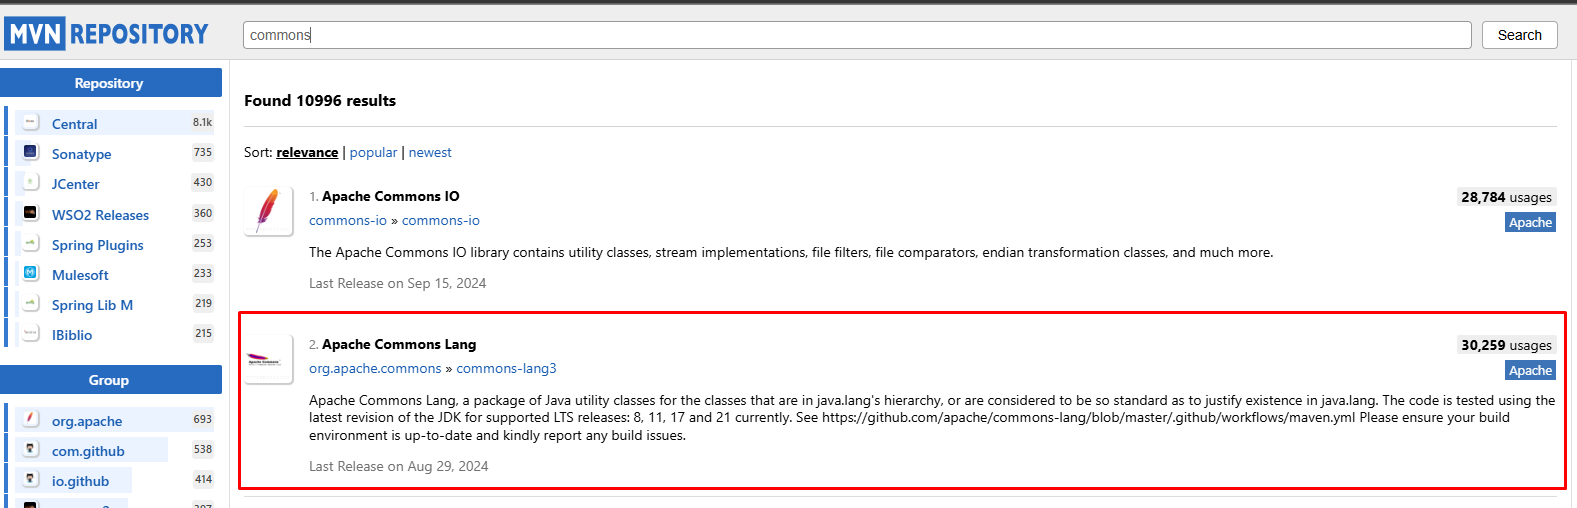 MVN REPOSITORY
commons
Search
Repository
Central 8.1k
Sonatype 735
JCenter 430
WSO2 Releases 360
Spring Plugins 253
Mulesoft 233
Spring Lib M 219
IBiblio 215
Group
org.apache 693
com.github 538
io.github 414
Found 10996 results
Sort: relevance | popular | newest
1. Apache Commons IO
28,784 usages
commons-io » commons-io
Apache
The Apache Commons IO library contains utility classes, stream implementations, file filters, file comparators, endian transformation classes, and much more.
Last Release on Sep 15, 2024
2. Apache Commons Lang
30,259 usages
org.apache.commons » commons-lang3
Apache
Apache Commons Lang, a package of Java utility classes for the classes that are in java.lang's hierarchy, or are considered to be so standard as to justify existence in java.lang. The code is tested using the
latest revision of the JDK for supported LTS releases: 8, 11, 17 and 21 currently. See https://github.com/apache/commons-lang/blob/master/.github/workflows/maven.yml Please ensure your build
environment is up-to-date and kindly report any build issues.
Last Release on Aug 29, 2024